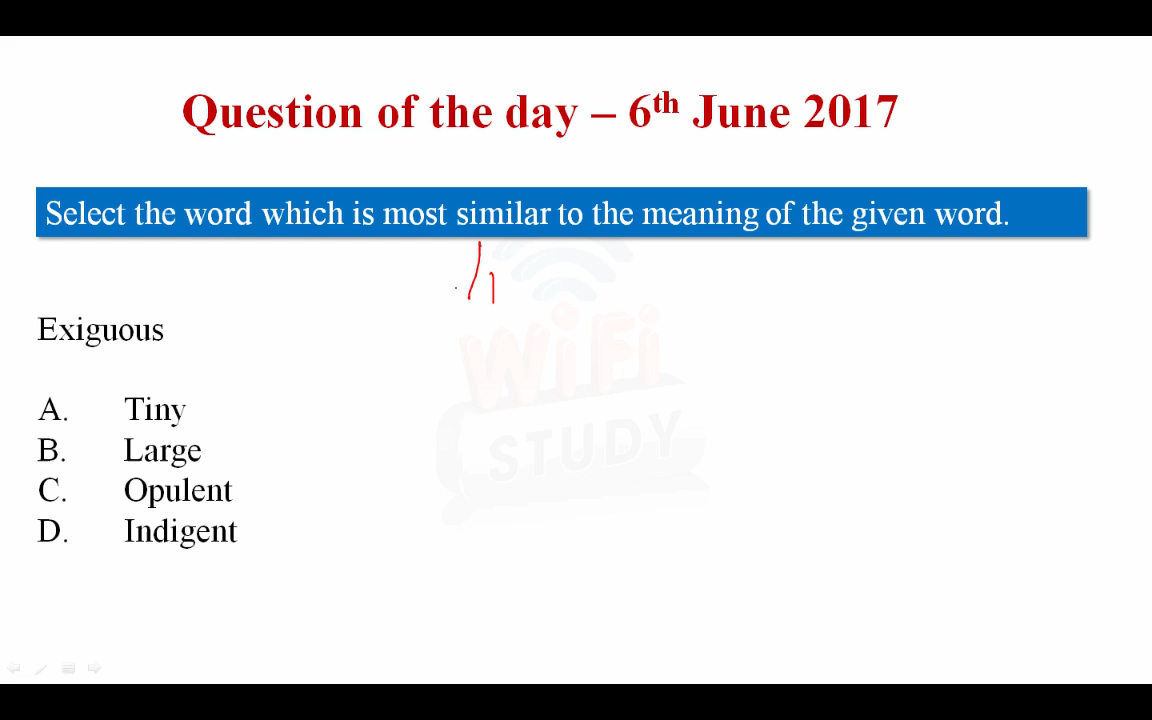 Question of the day – 6th June 2017
Select the word which is most similar to the meaning of the given word.
Exiguous
WiFi
STUDY
A. Tiny
B. Large
C. Opulent
D. Indigent